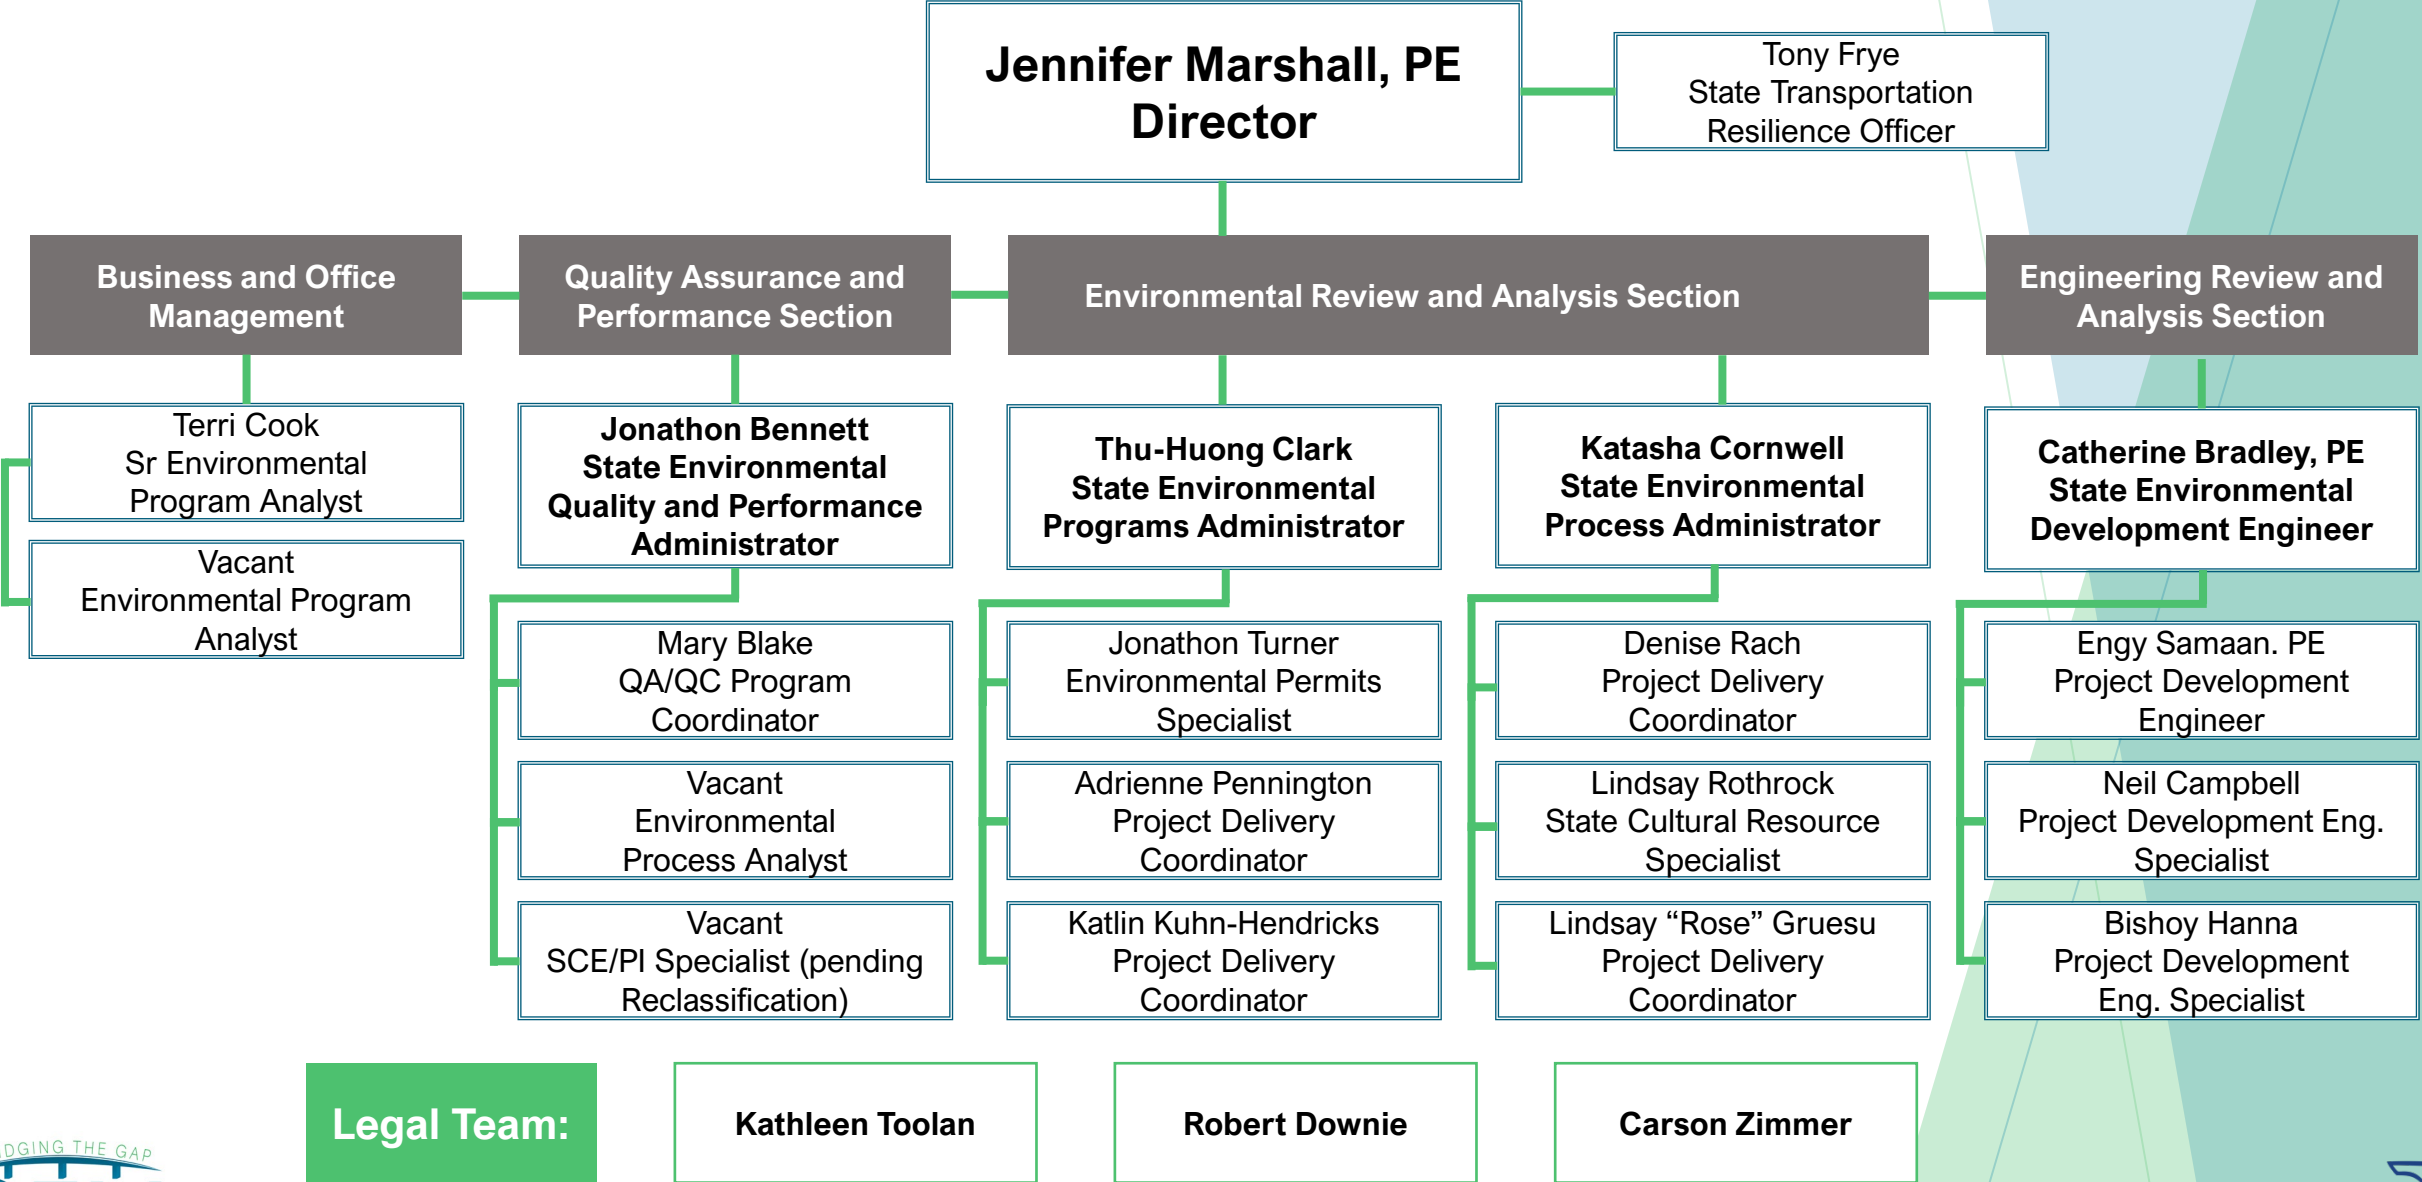 Jennifer Marshall, PE
Director
Tony Frye
State Transportation
Resilience Officer
Business and Office
Management
Quality Assurance and
Performance Section
Environmental Review and Analysis Section
Engineering Review and
Analysis Section
Terri Cook
Sr Environmental
Program Analyst
Vacant
Environmental Program
Analyst
Jonathon Bennett
State Environmental
Quality and Performance
Administrator
Mary Blake
QA/QC Program
Coordinator
Vacant
Environmental
Process Analyst
Vacant
SCE/PI Specialist (pending
Reclassification)
Thu-Huong Clark
State Environmental
Programs Administrator
Jonathon Turner
Environmental Permits
Specialist
Adrienne Pennington
Project Delivery
Coordinator
Katlin Kuhn-Hendricks
Project Delivery
Coordinator
Katasha Cornwell
State Environmental
Process Administrator
Denise Rach
Project Delivery
Coordinator
Lindsay Rothrock
State Cultural Resource
Specialist
Lindsay “Rose” Gruesu
Project Delivery
Coordinator
Catherine Bradley, PE
State Environmental
Development Engineer
Engy Samaan. PE
Project Development
Engineer
Neil Campbell
Project Development Eng.
Specialist
Bishoy Hanna
Project Development
Eng. Specialist
Legal Team:
Kathleen Toolan
Robert Downie
Carson Zimmer
DGING THE GAP